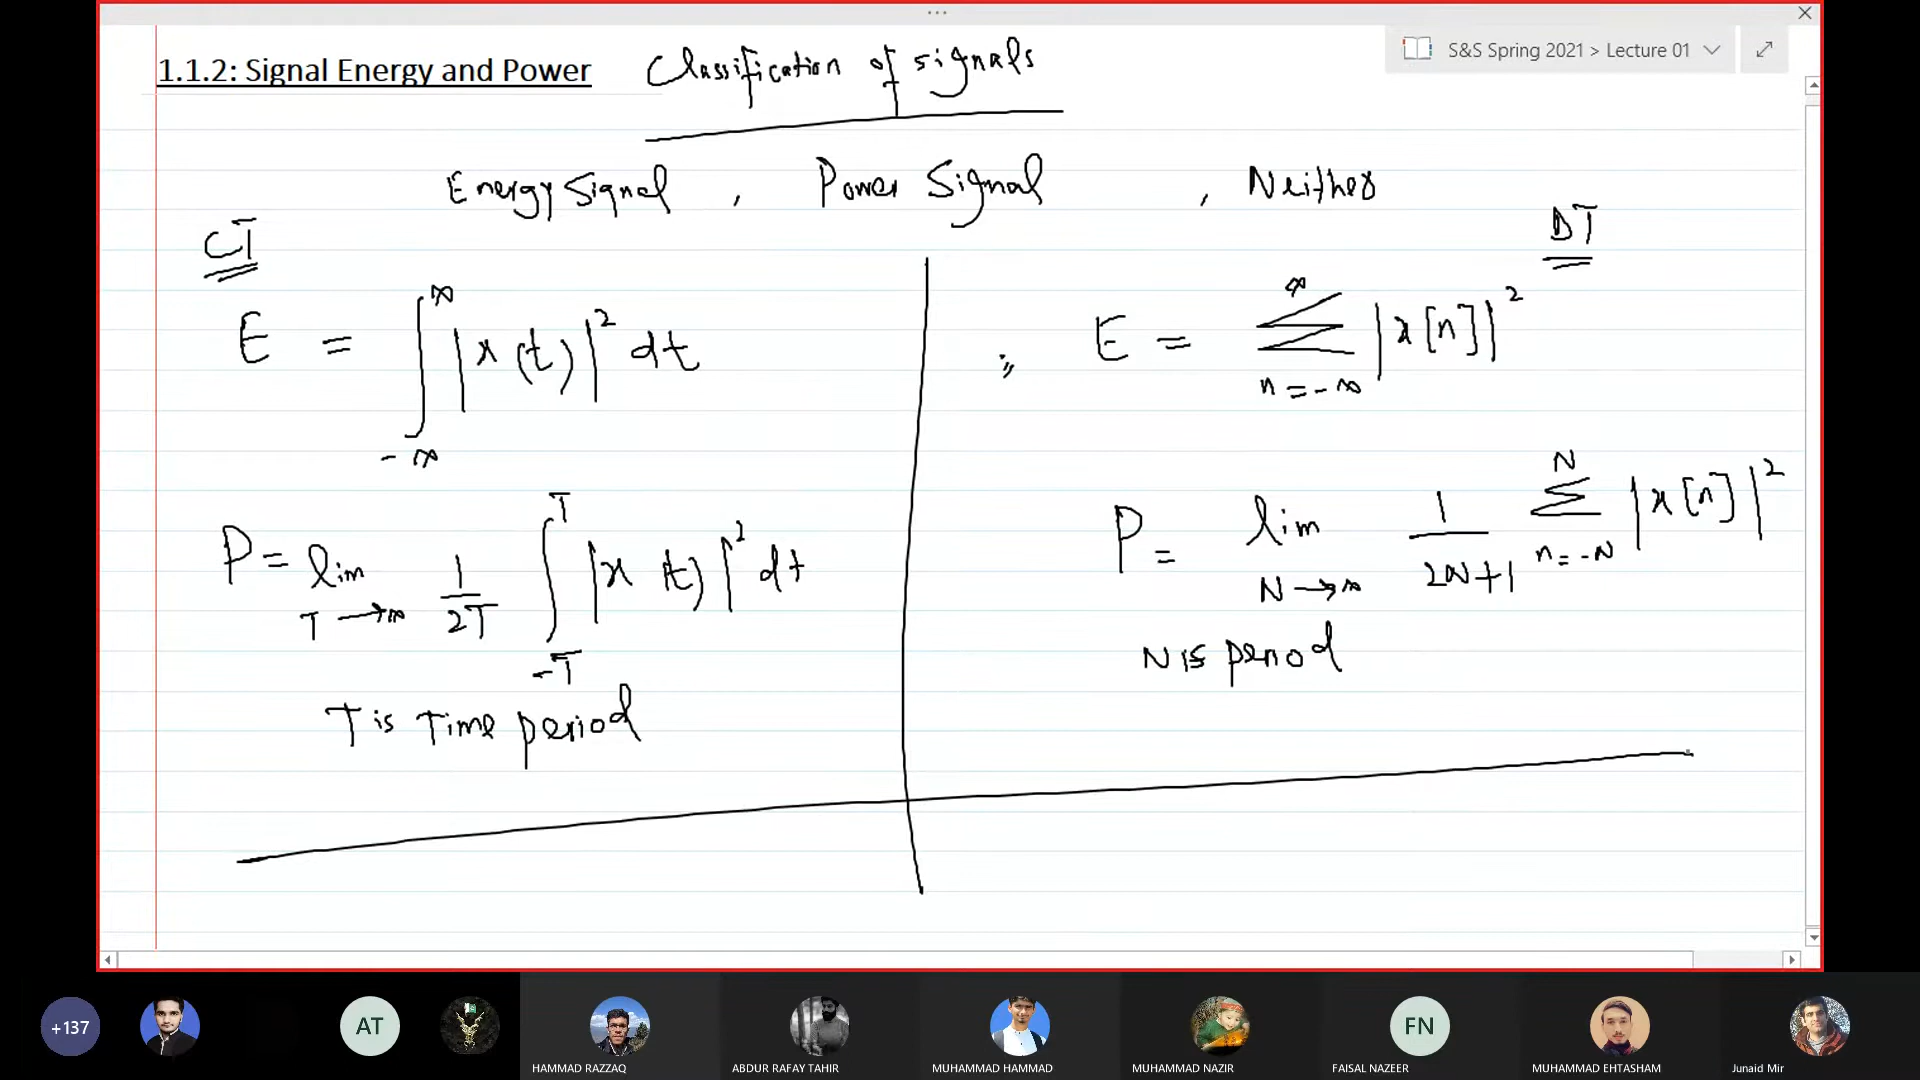 S&S Spring 2021 > Lecture 01
1.1.2: Signal Energy and Power
Classification of signals
Energy Signal , Power Signal , Neither
CT
DT
E = ∫_{-∞}^{∞} |x(t)|² dt
; E = Σ_{n=-∞}^{∞} |x[n]|²
P = lim_{T→∞} 1/2T ∫_{-T}^{T} |x(t)|² dt
P = lim_{N→∞} 1/2N+1 Σ_{n=-N}^{N} |x[n]|²
N is period
T is Time period
+137
AT
FN
HAMMAD RAZZAQ
ABDUR RAFAY TAHIR
MUHAMMAD HAMMAD
MUHAMMAD NAZIR
FAISAL NAZEER
MUHAMMAD EHTASHAM
Junaid Mir